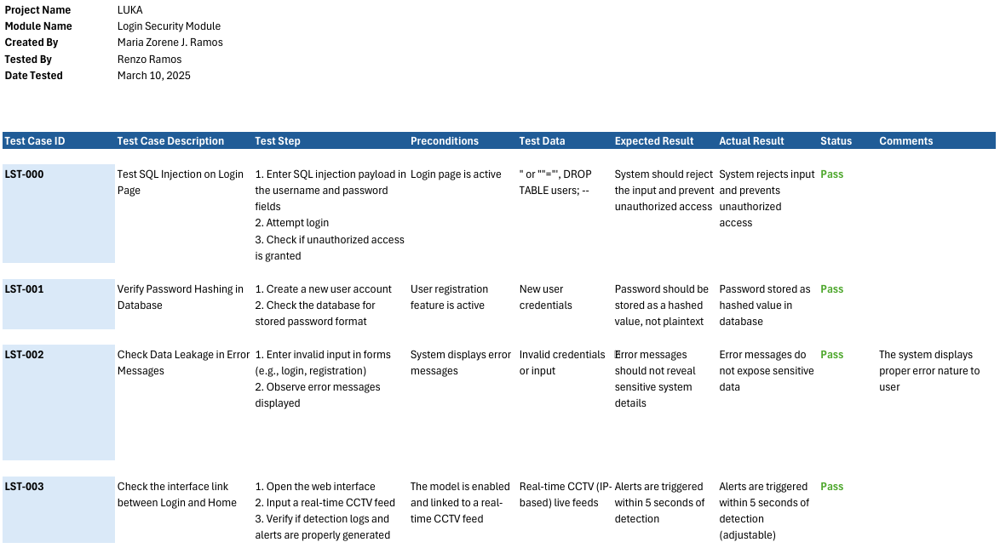 Project Name LUKA
Module Name Login Security Module
Created By Maria Zorene J. Ramos
Tested By Renzo Ramos
Date Tested March 10, 2025
Test Case ID Test Case Description Test Step Preconditions Test Data Expected Result Actual Result Status Comments
LST-000
Test SQL Injection on Login
Page
1. Enter SQL injection payload in
the username and password
fields
2. Attempt login
3. Check if unauthorized access
is granted
Login page is active
" or ""="', DROP
TABLE users; --
System should reject
the input and prevent
unauthorized access
System rejects input
and prevents
unauthorized
access
Pass
LST-001
Verify Password Hashing in
Database
1. Create a new user account
2. Check the database for
stored password format
User registration
feature is active
New user
credentials
Password should be
stored as a hashed
value, not plaintext
Password stored as
hashed value in
database
Pass
LST-002
Check Data Leakage in Error
Messages
1. Enter invalid input in forms
(e.g., login, registration)
2. Observe error messages
displayed
System displays error
messages
Invalid credentials
or input
Error messages
should not reveal
sensitive system
details
Error messages do
not expose sensitive
data
Pass
The system displays
proper error nature to
user
LST-003
Check the interface link
between Login and Home
1. Open the web interface
2. Input a real-time CCTV feed
3. Verify if detection logs and
alerts are properly generated
The model is enabled
and linked to a real-
time CCTV feed
Real-time CCTV (IP-
based) live feeds
Alerts are triggered
within 5 seconds of
detection
Alerts are triggered
within 5 seconds of
detection
(adjustable)
Pass